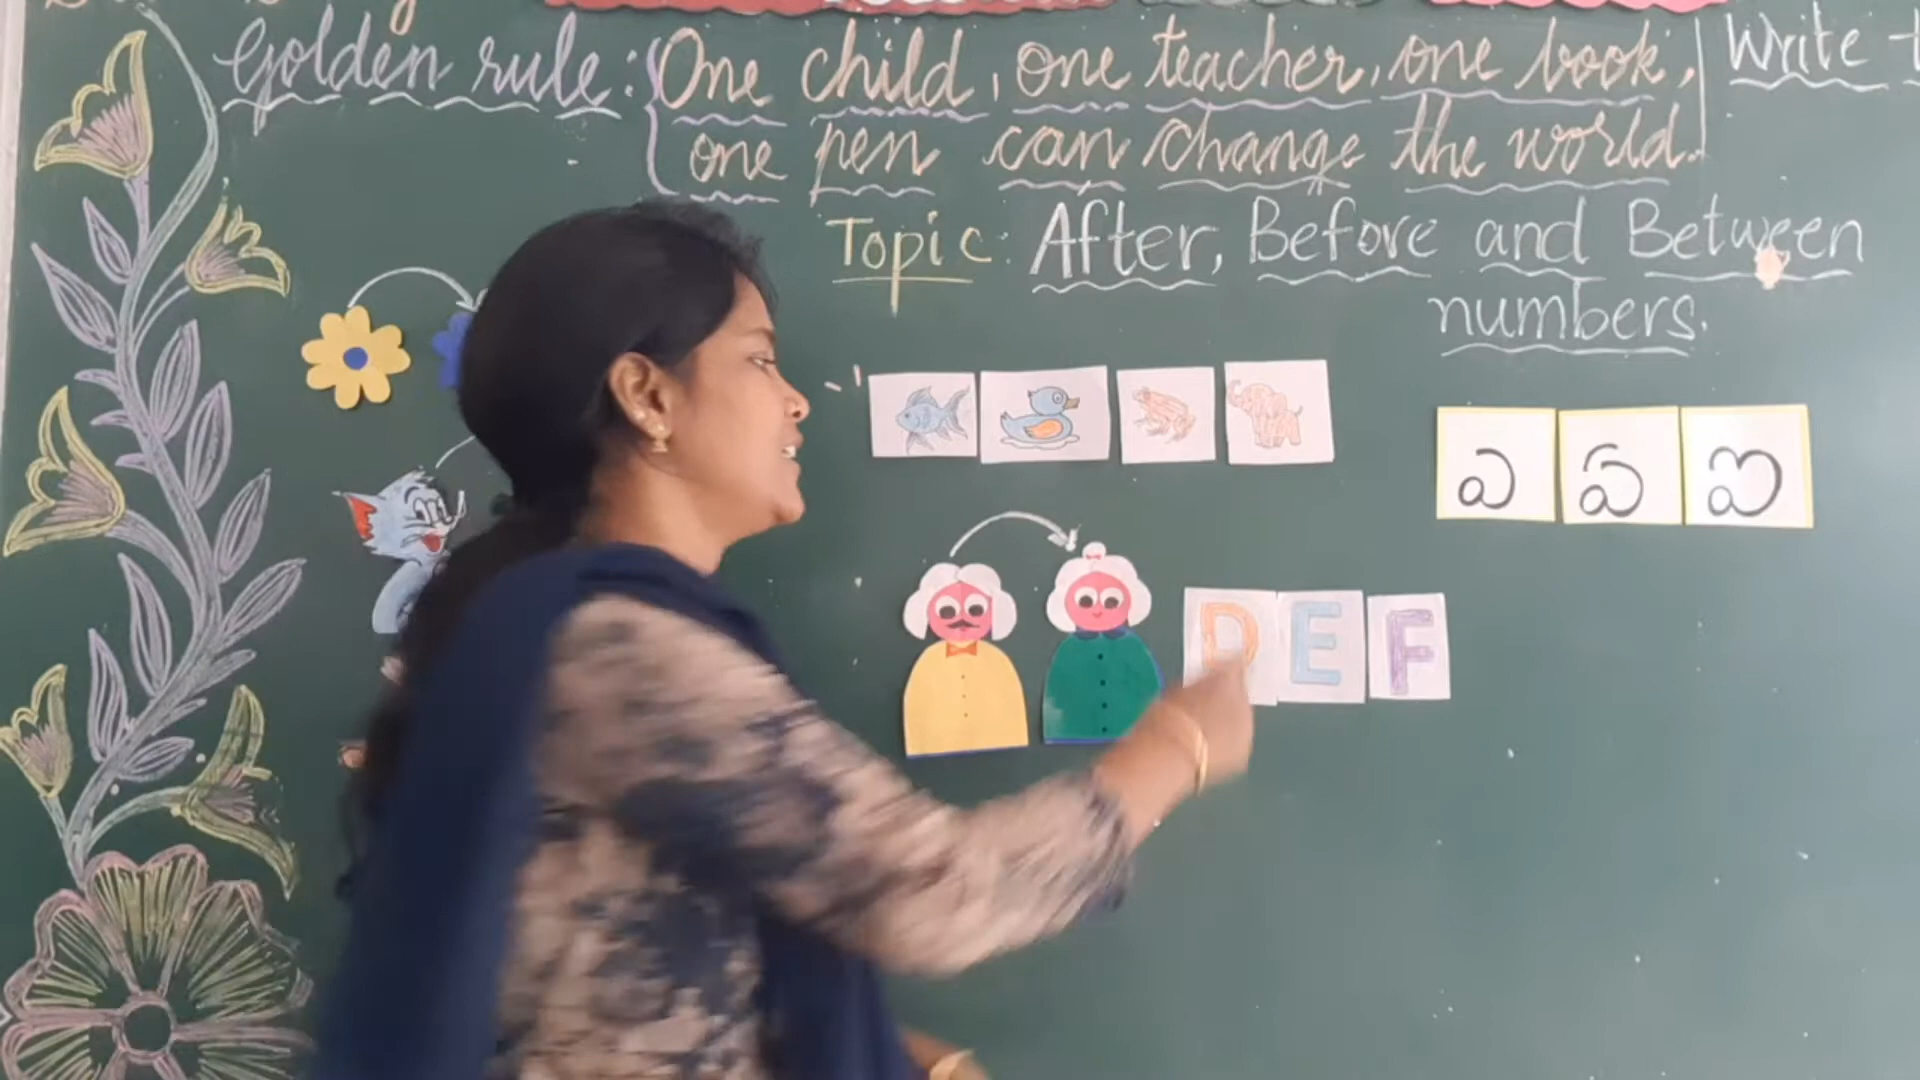 Golden rule: One child, one teacher, one book,
one pen can change the world.
Write
Topic: After, Before and Between
numbers.
ఎ ఏ ఐ
D E F